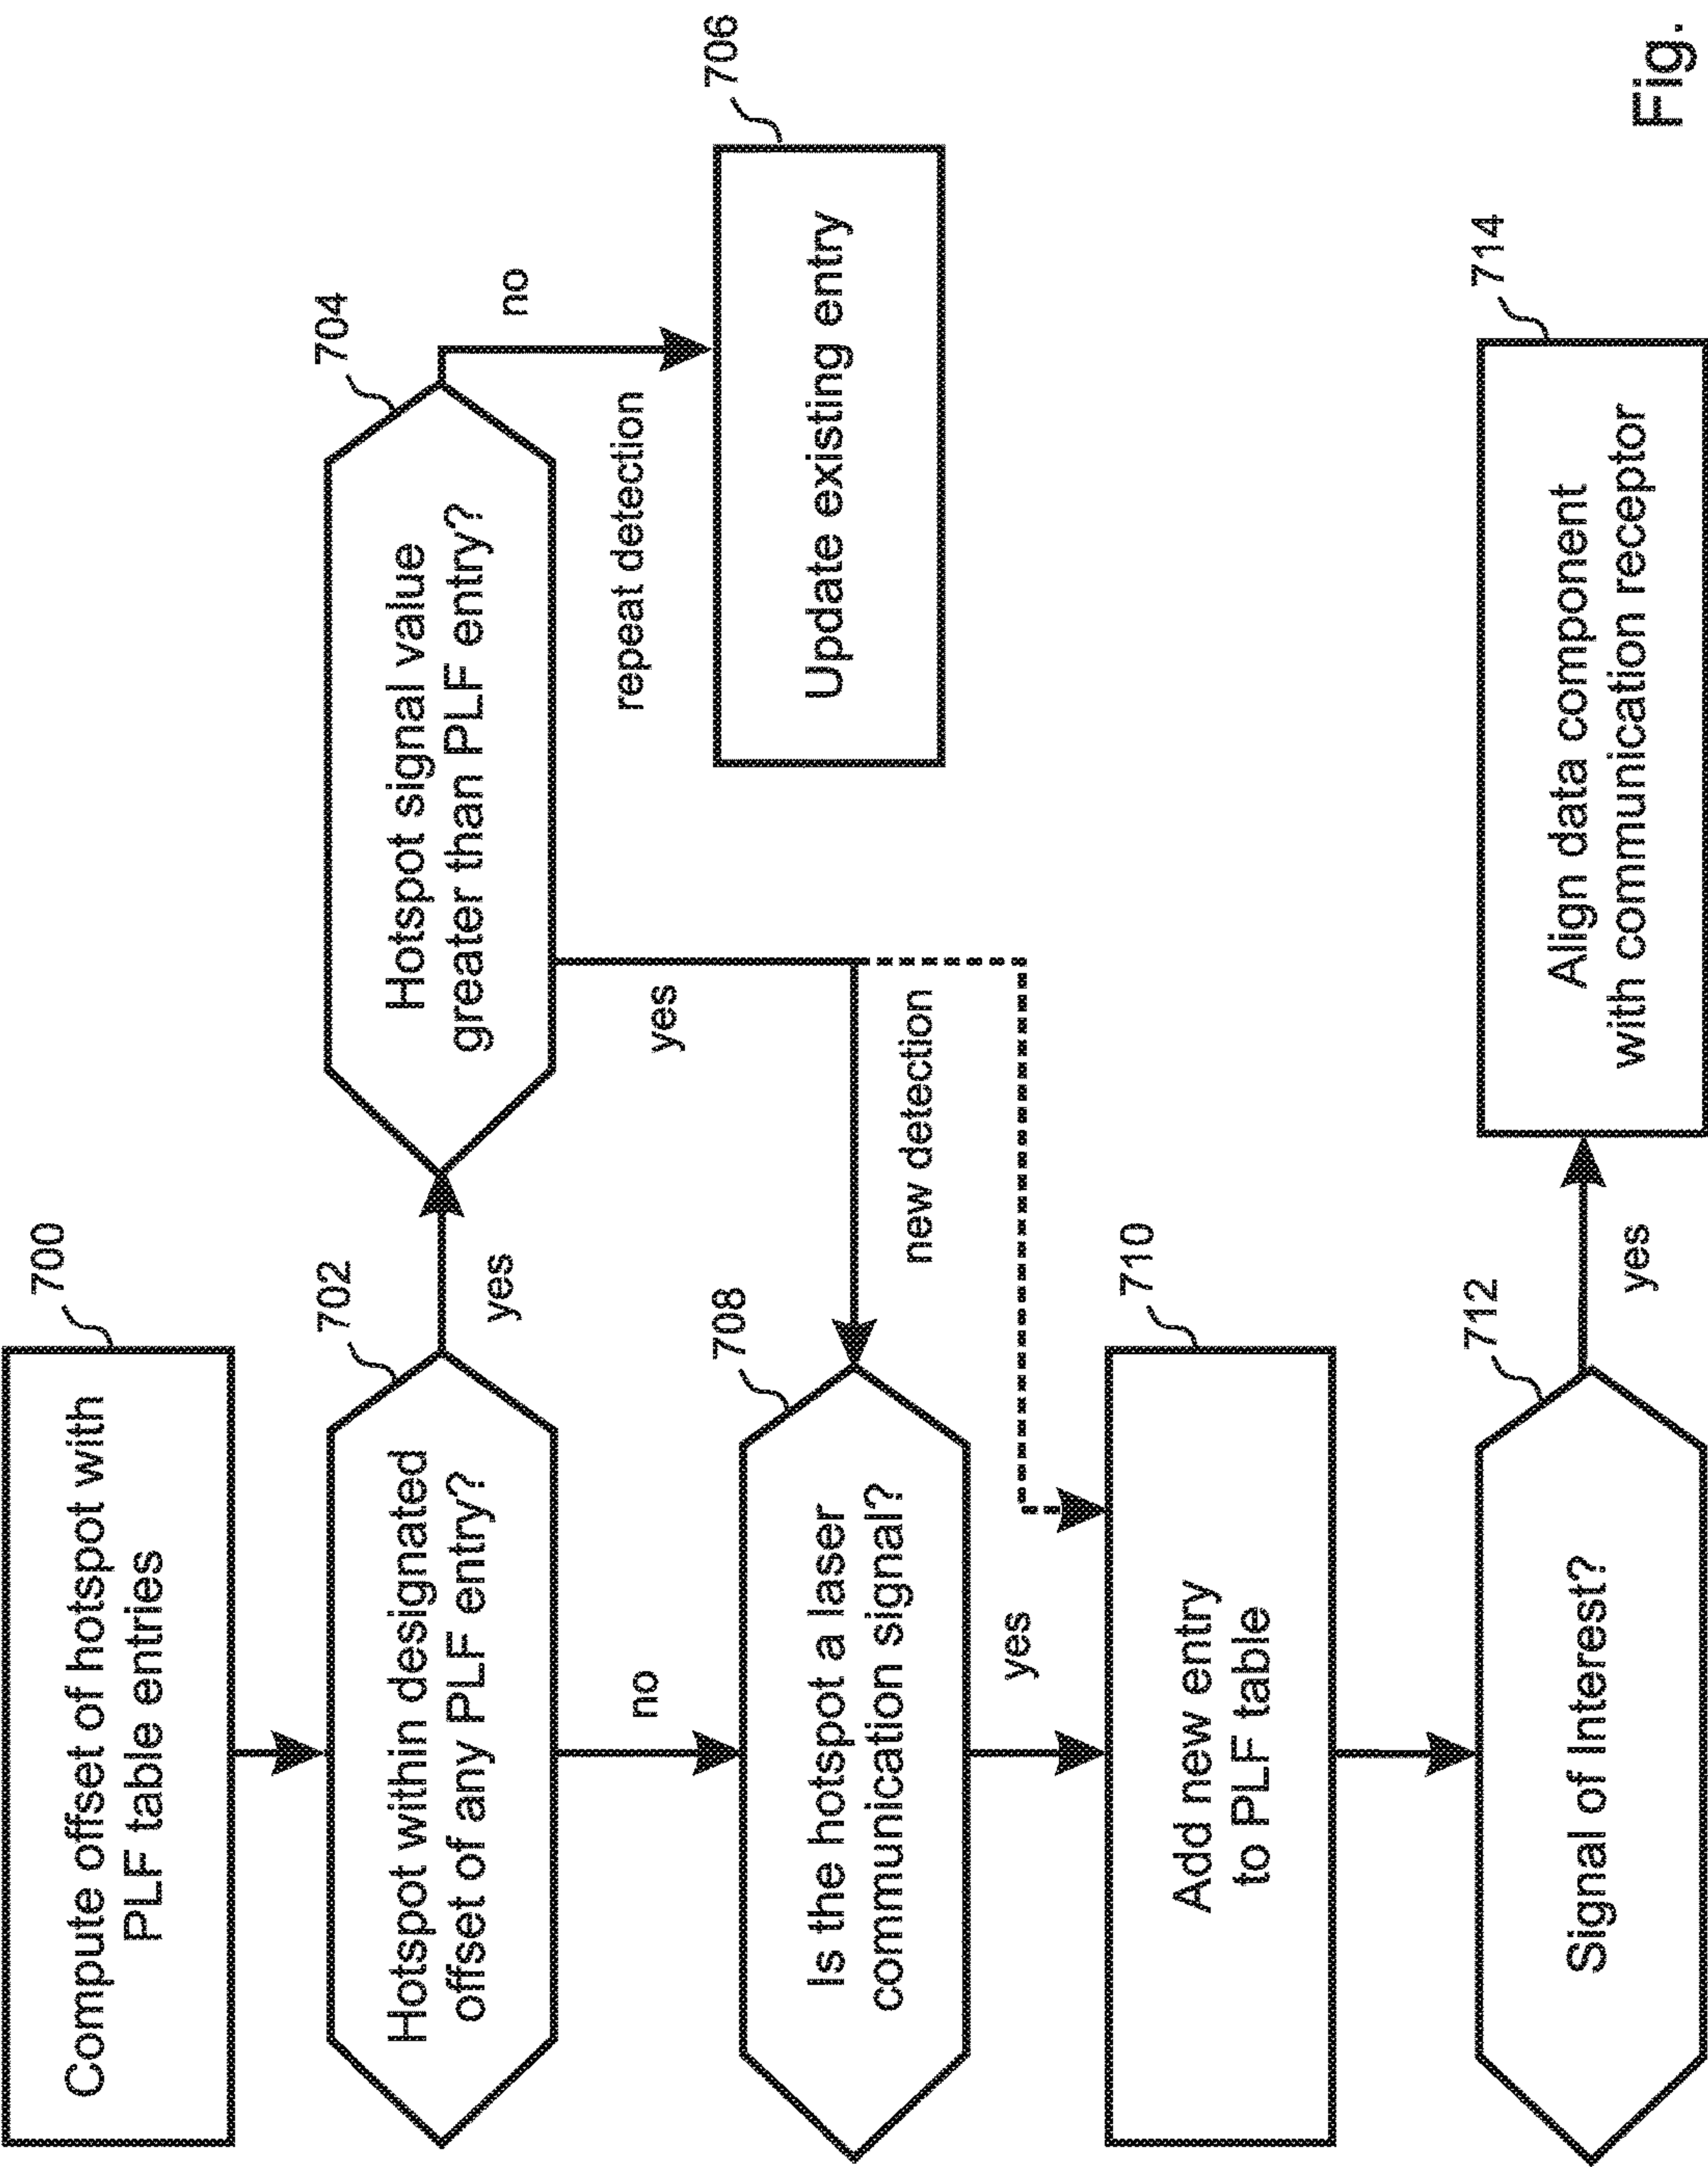 700
Compute offset of hotspot with
PLF table entries
702
Hotspot within designated
offset of any PLF entry?
yes
704
Hotspot signal value
greater than PLF entry?
no
repeat detection
706
Update existing entry
no
yes
new detection
708
Is the hotspot a laser
communication signal?
yes
710
Add new entry
to PLF table
712
Signal of Interest?
yes
714
Align data component
with communication receptor
Fig.